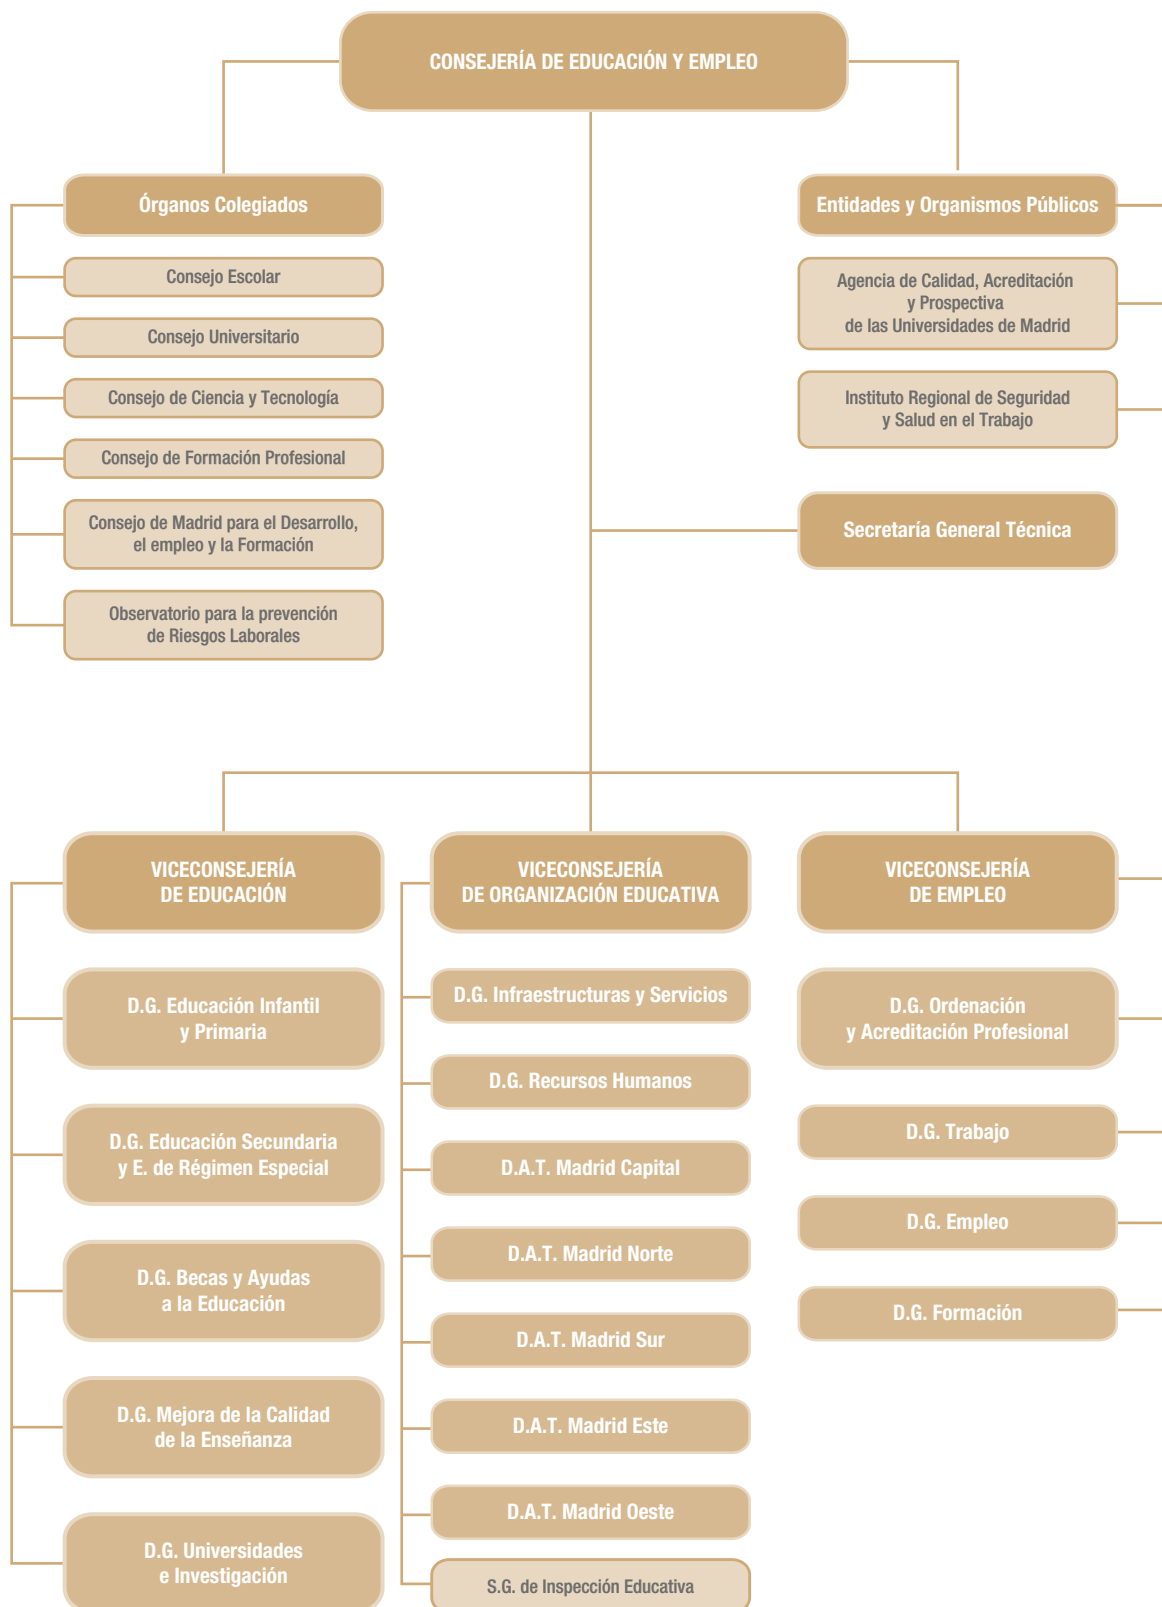 CONSEJERÍA DE EDUCACIÓN Y EMPLEO
Órganos Colegiados
Consejo Escolar
Consejo Universitario
Consejo de Ciencia y Tecnología
Consejo de Formación Profesional
Consejo de Madrid para el Desarrollo,
el empleo y la Formación
Observatorio para la prevención
de Riesgos Laborales
Entidades y Organismos Públicos
Agencia de Calidad, Acreditación
y Prospectiva
de las Universidades de Madrid
Instituto Regional de Seguridad
y Salud en el Trabajo
Secretaría General Técnica
VICECONSEJERÍA
DE EDUCACIÓN
D.G. Educación Infantil
y Primaria
D.G. Educación Secundaria
y E. de Régimen Especial
D.G. Becas y Ayudas
a la Educación
D.G. Mejora de la Calidad
de la Enseñanza
D.G. Universidades
e Investigación
VICECONSEJERÍA
DE ORGANIZACIÓN EDUCATIVA
D.G. Infraestructuras y Servicios
D.G. Recursos Humanos
D.A.T. Madrid Capital
D.A.T. Madrid Norte
D.A.T. Madrid Sur
D.A.T. Madrid Este
D.A.T. Madrid Oeste
S.G. de Inspección Educativa
VICECONSEJERÍA
DE EMPLEO
D.G. Ordenación
y Acreditación Profesional
D.G. Trabajo
D.G. Empleo
D.G. Formación